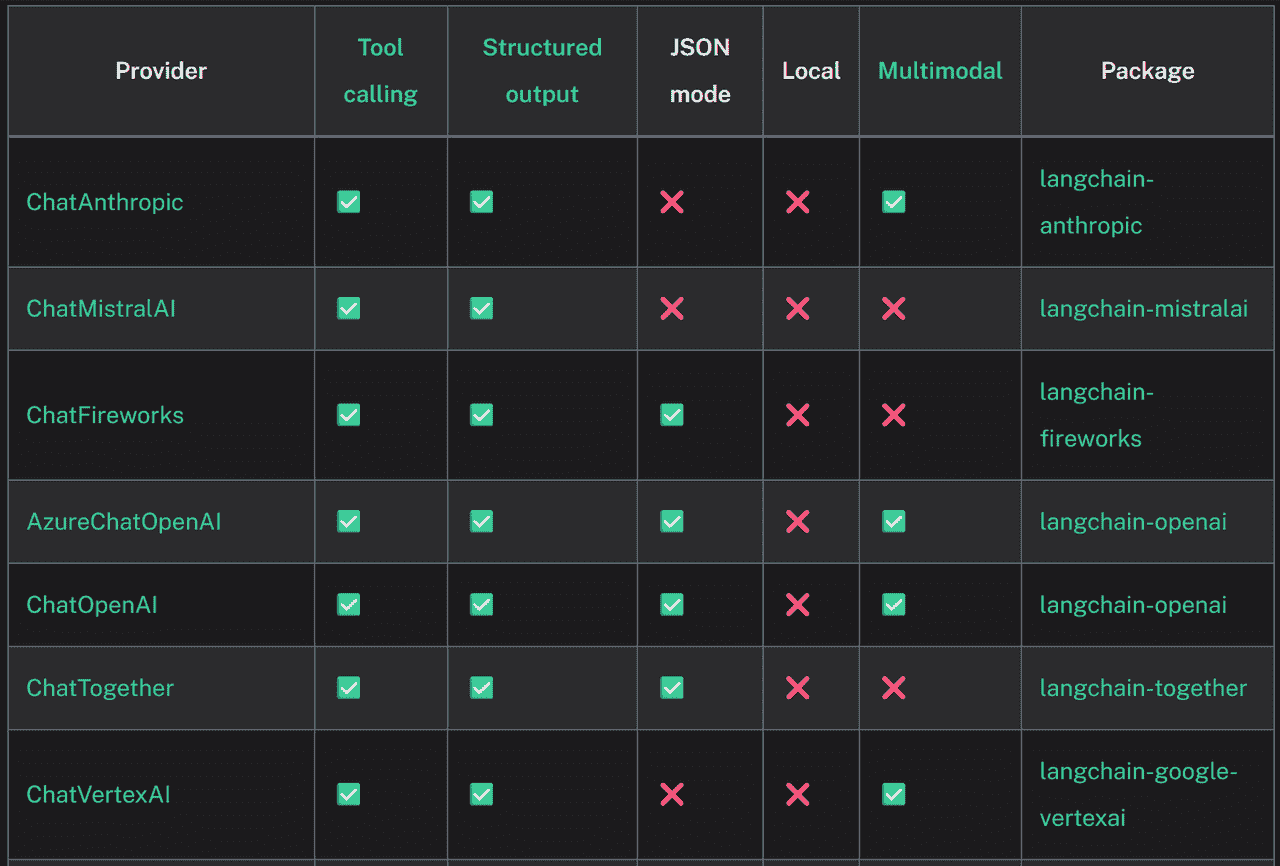 Provider
Tool
calling
Structured
output
JSON
mode
Local
Multimodal
Package
ChatAnthropic
✅ ✅ ❌ ❌ ✅
langchain-
anthropic
ChatMistralAI ✅ ✅ ❌ ❌ ❌ langchain-mistralai
ChatFireworks
✅ ✅ ✅ ❌ ❌
langchain-
fireworks
AzureChatOpenAI ✅ ✅ ✅ ❌ ✅ langchain-openai
ChatOpenAI ✅ ✅ ✅ ❌ ✅ langchain-openai
ChatTogether ✅ ✅ ✅ ❌ ❌ langchain-together
ChatVertexAI
✅ ✅ ❌ ❌ ✅
langchain-google-
vertexai